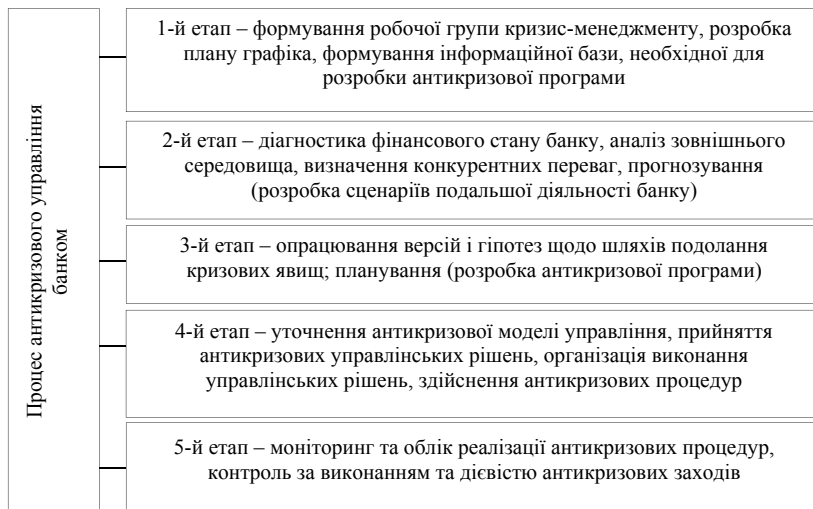 Процес антикризового управління
банком
1-й етап – формування робочої групи кризис-менеджменту, розробка
плану графіка, формування інформаційної бази, необхідної для
розробки антикризової програми
2-й етап – діагностика фінансового стану банку, аналіз зовнішнього
середовища, визначення конкурентних переваг, прогнозування
(розробка сценаріїв подальшої діяльності банку)
3-й етап – опрацювання версій і гіпотез щодо шляхів подолання
кризових явищ; планування (розробка антикризової програми)
4-й етап – уточнення антикризової моделі управління, прийняття
антикризових управлінських рішень, організація виконання
управлінських рішень, здійснення антикризових процедур
5-й етап – моніторинг та облік реалізації антикризових процедур,
контроль за виконанням та дієвістю антикризових заходів